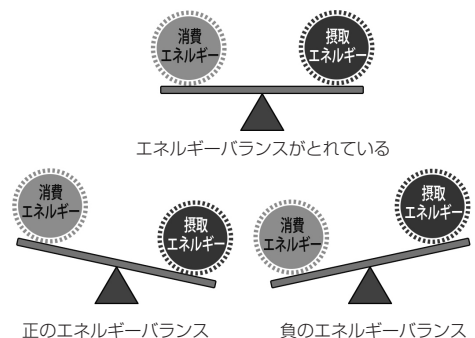 消費
エネルギー
摂取
エネルギー
エネルギーバランスがとれている
消費
エネルギー
摂取
エネルギー
正のエネルギーバランス
消費
エネルギー
摂取
エネルギー
負のエネルギーバランス